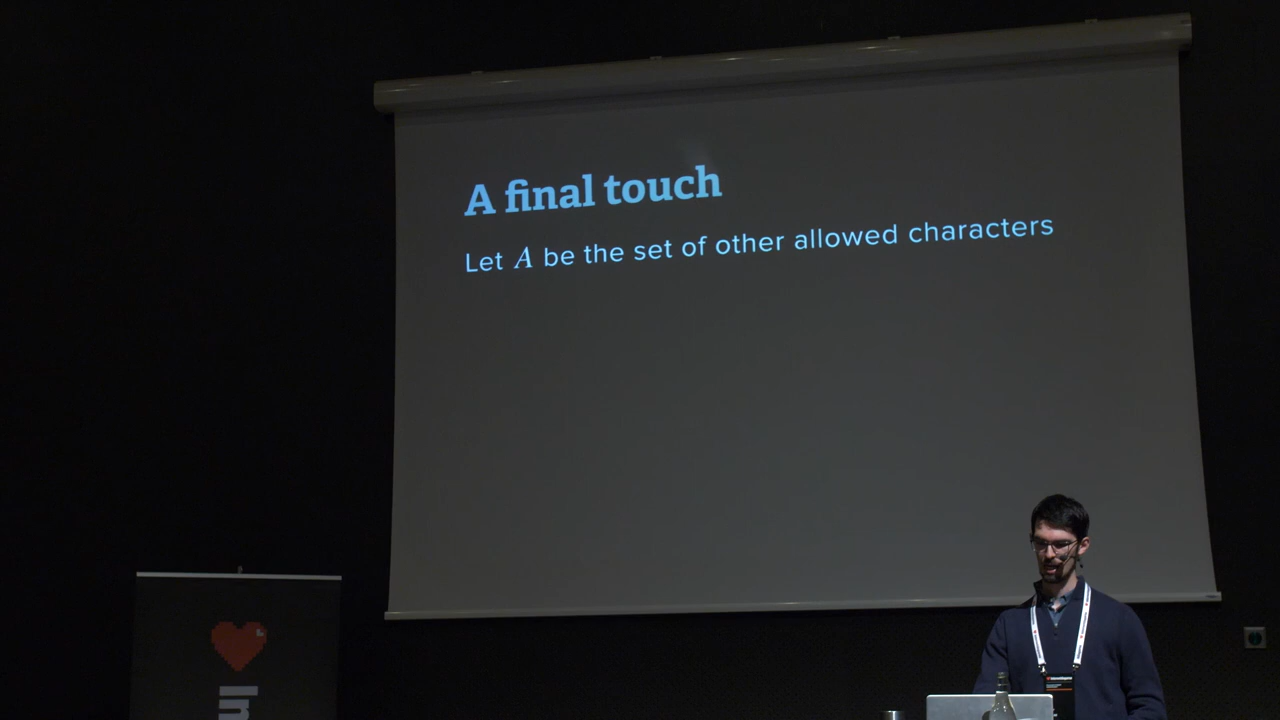 A final touch
Let A be the set of other allowed characters